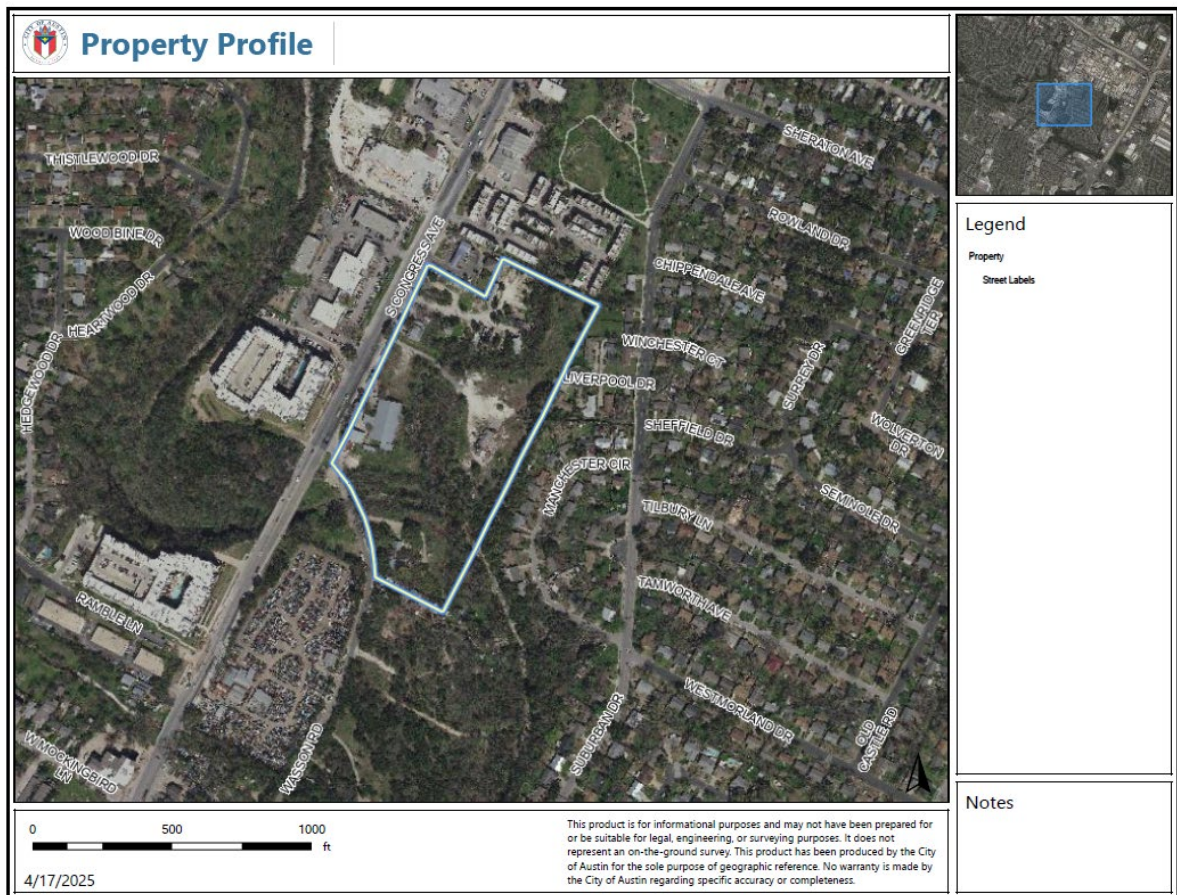 CITY OF AUSTIN
Property Profile
THISTLEWOOD DR
WOOD BINE DR
HEARTWOOD DR
HEDGEWOOD DR
S CONGRESS AVE
SHERATON AVE
ROWLAND DR
CHIPPENDALE AVE
GREENRIDGE
TER
WINCHESTER CT
LIVERPOOL DR
SURREY DR
SHEFFIELD DR
WOLVERTON
DR
MANCHESTER CIR
SEMINOLE DR
TILBURY LN
TAMWORTH AVE
RAMBLE LN
WESTMORLAND DR
OLD
CASTLE RD
SUBURBAN DR
WASSON RD
W MOCKINGBIRD
LN
Legend
Property
Street Labels
Notes
0 500 1000
ft
4/17/2025
This product is for informational purposes and may not have been prepared for
or be suitable for legal, engineering, or surveying purposes. It does not
represent an on-the-ground survey. This product has been produced by the City
of Austin for the sole purpose of geographic reference. No warranty is made by
the City of Austin regarding specific accuracy or completeness.